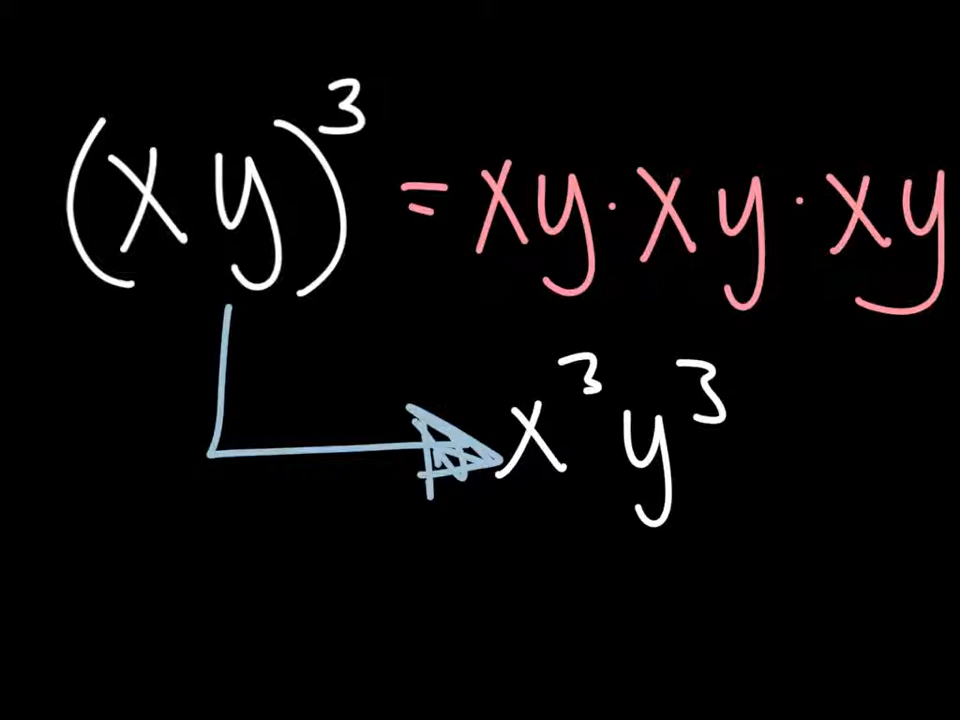 (xy)³ = xy · xy · xy
x³y³